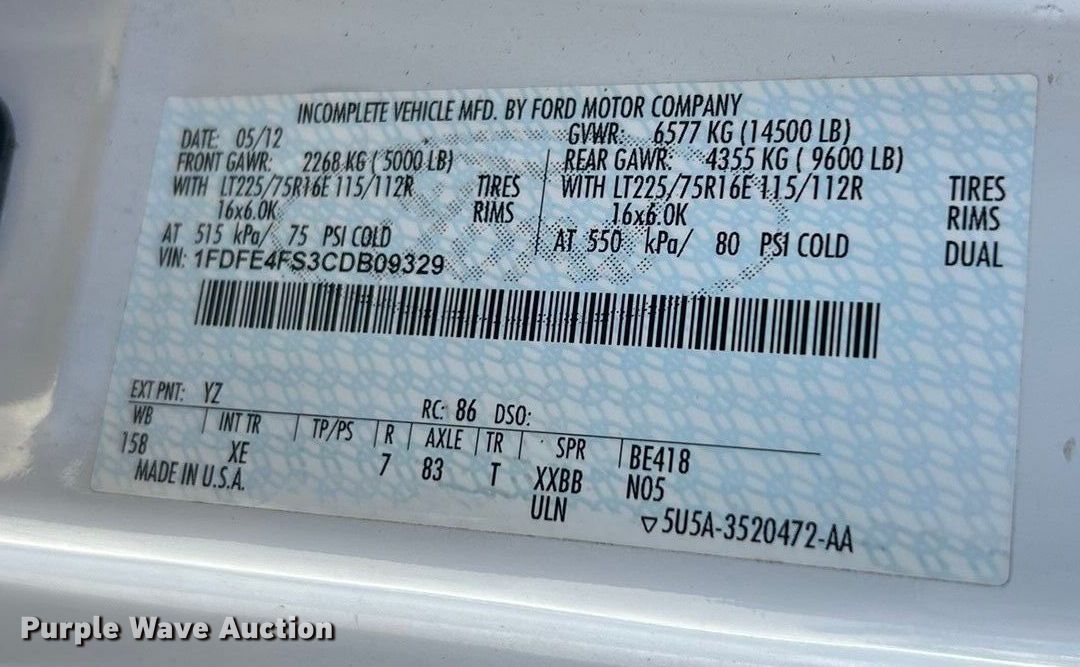 INCOMPLETE VEHICLE MFD. BY FORD MOTOR COMPANY
DATE: 05/12 GVWR: 6577 KG (14500 LB)
FRONT GAWR: 2268 KG ( 5000 LB) REAR GAWR: 4355 KG ( 9600 LB)
WITH LT225/75R16E 115/112R TIRES WITH LT225/75R16E 115/112R TIRES
16x6.0K RIMS 16x6.0K RIMS
AT 515 kPa/ 75 PSI COLD AT 550 kPa/ 80 PSI COLD DUAL
VIN: 1FDFE4FS3CDB09329
EXT PNT: YZ RC: 86 DSO:
WB INT TR TP/PS R AXLE TR SPR BE418
158 XE 7 83 T XXBB N05
MADE IN U.S.A. ULN ▽5U5A-3520472-AA
Purple Wave Auction